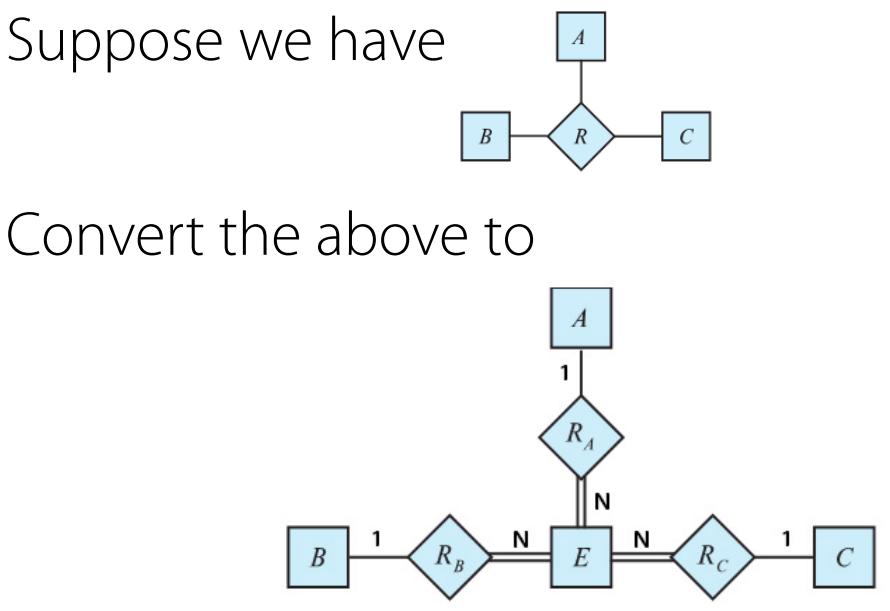 Suppose we have
A
B R C
Convert the above to
A
1
R_A
N
B 1 R_B N E N R_C 1 C